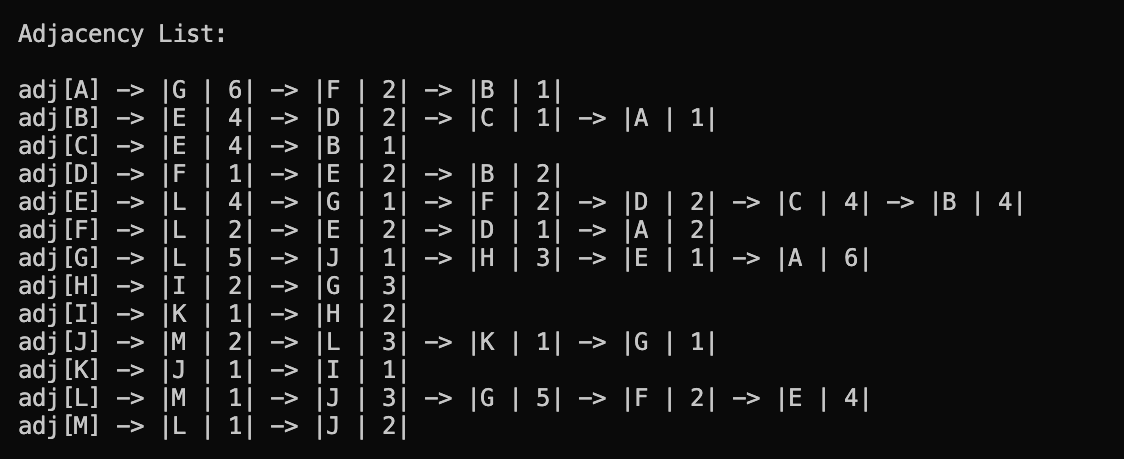 Adjacency List:
adj[A] -> |G | 6| -> |F | 2| -> |B | 1|
adj[B] -> |E | 4| -> |D | 2| -> |C | 1| -> |A | 1|
adj[C] -> |E | 4| -> |B | 1|
adj[D] -> |F | 1| -> |E | 2| -> |B | 2|
adj[E] -> |L | 4| -> |G | 1| -> |F | 2| -> |D | 2| -> |C | 4| -> |B | 4|
adj[F] -> |L | 2| -> |E | 2| -> |D | 1| -> |A | 2|
adj[G] -> |L | 5| -> |J | 1| -> |H | 3| -> |E | 1| -> |A | 6|
adj[H] -> |I | 2| -> |G | 3|
adj[I] -> |K | 1| -> |H | 2|
adj[J] -> |M | 2| -> |L | 3| -> |K | 1| -> |G | 1|
adj[K] -> |J | 1| -> |I | 1|
adj[L] -> |M | 1| -> |J | 3| -> |G | 5| -> |F | 2| -> |E | 4|
adj[M] -> |L | 1| -> |J | 2|